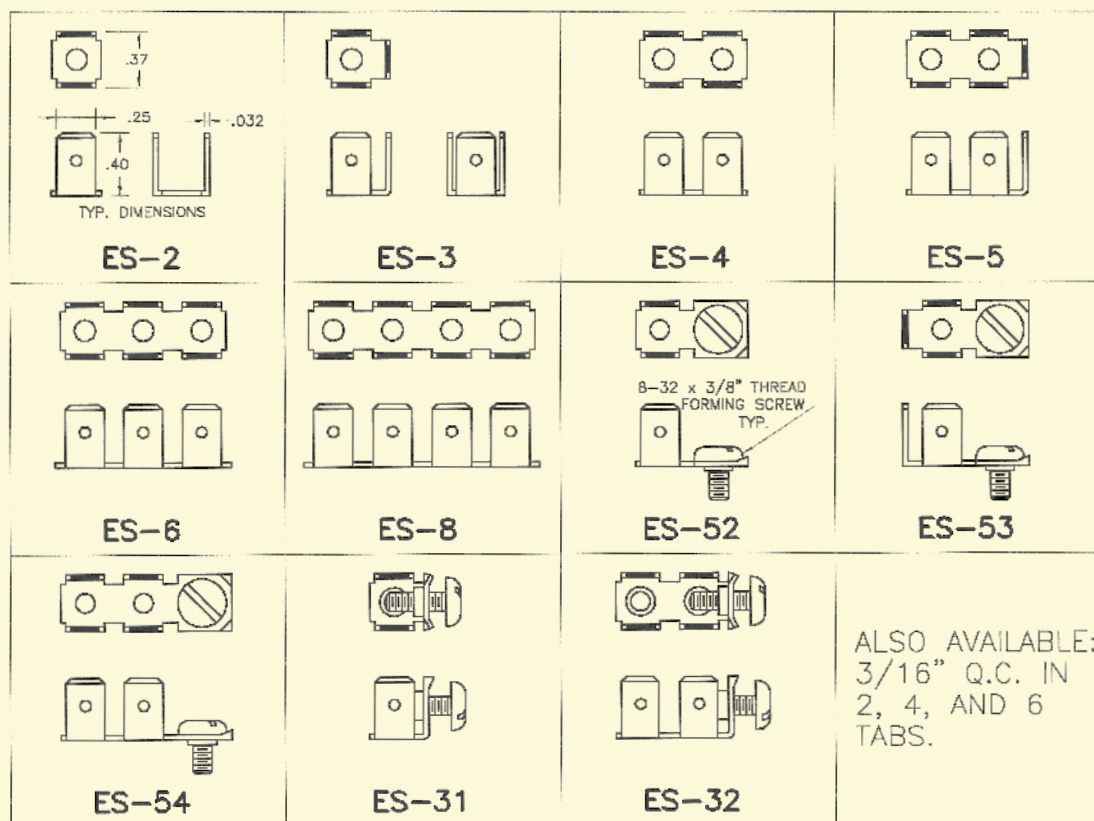 .37
.25
.032
.40
TYP. DIMENSIONS
ES-2
ES-3
ES-4
ES-5
ES-6
ES-8
8-32 x 3/8" THREAD
FORMING SCREW
TYP.
ES-52
ES-53
ES-54
ES-31
ES-32
ALSO AVAILABLE:
3/16" Q.C. IN
2, 4, AND 6
TABS.